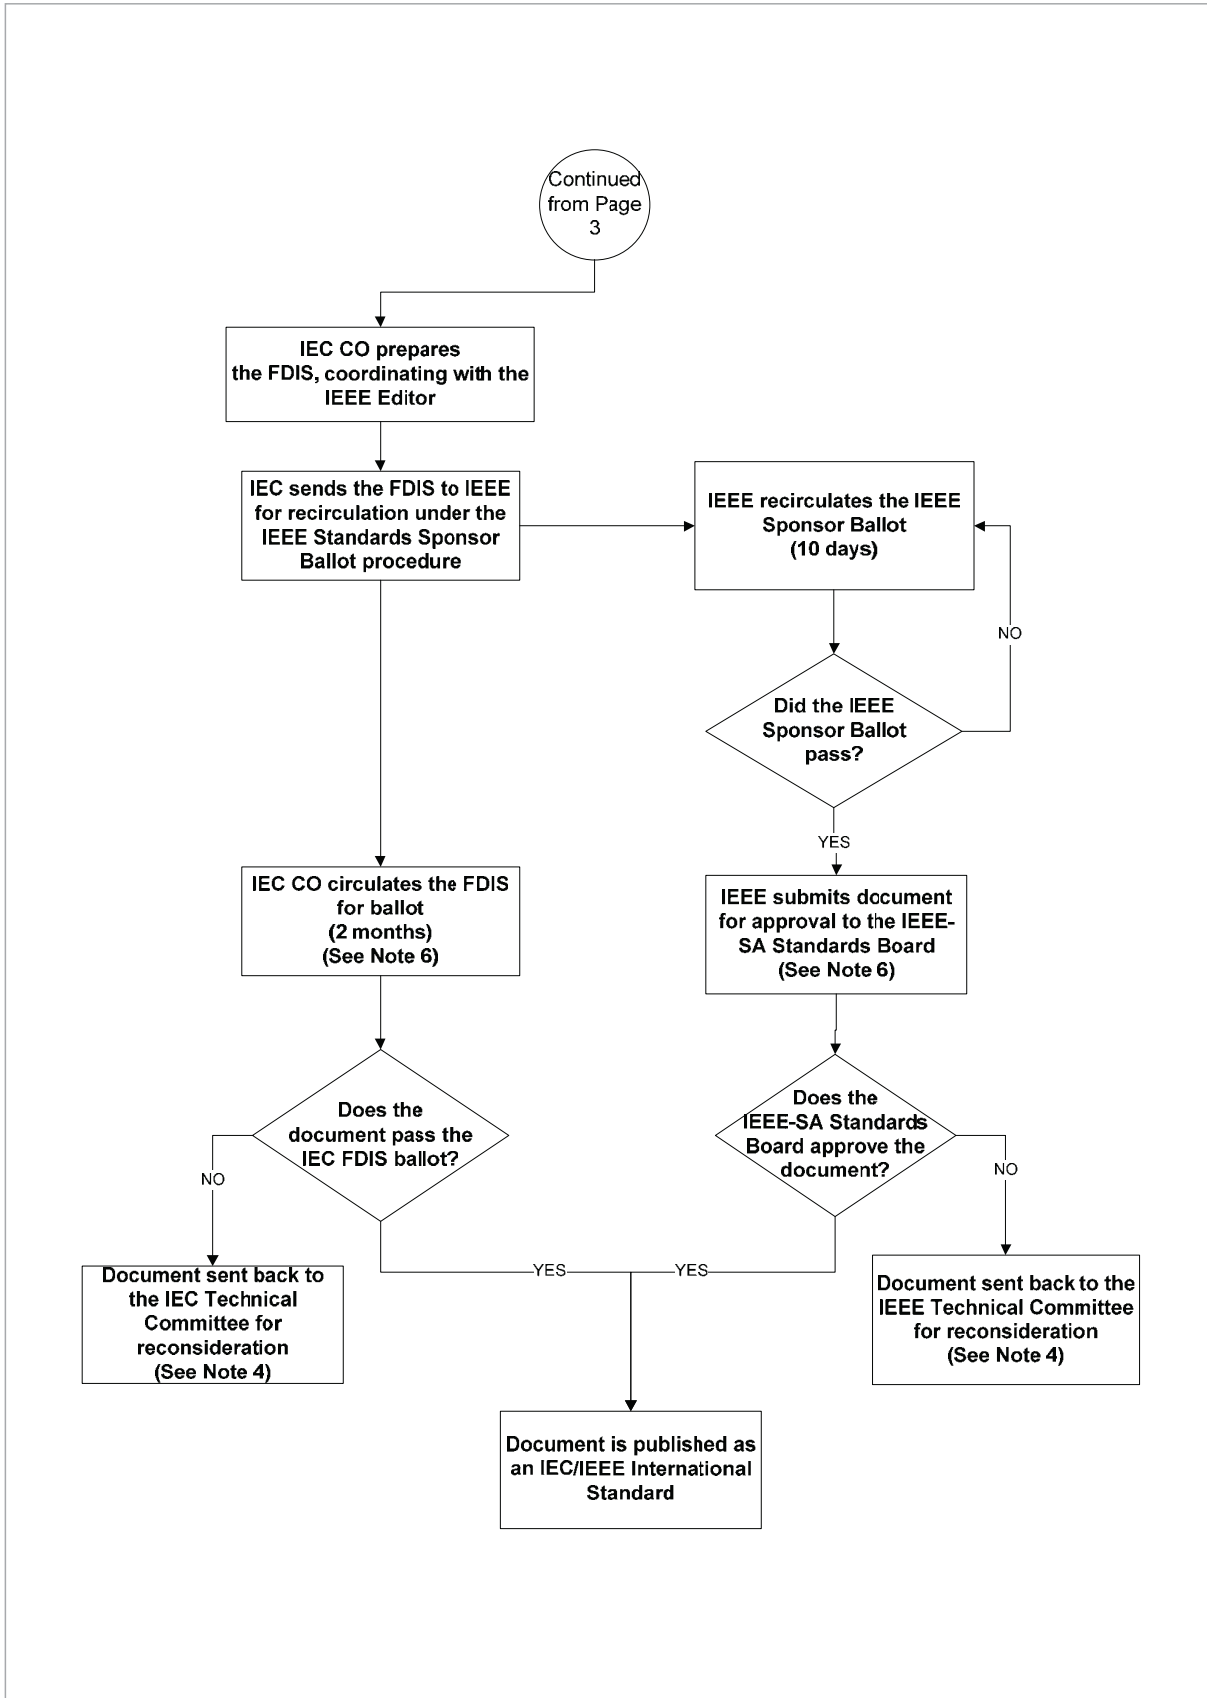 Continued
from Page
3
IEC CO prepares
the FDIS, coordinating with the
IEEE Editor
IEC sends the FDIS to IEEE
for recirculation under the
IEEE Standards Sponsor
Ballot procedure
IEEE recirculates the IEEE
Sponsor Ballot
(10 days)
NO
Did the IEEE
Sponsor Ballot
pass?
YES
IEC CO circulates the FDIS
for ballot
(2 months)
(See Note 6)
IEEE submits document
for approval to the IEEE-
SA Standards Board
(See Note 6)
Does the
document pass the
IEC FDIS ballot?
Does the
IEEE-SA Standards
Board approve the
document?
NO
NO
YES
YES
Document sent back to
the IEC Technical
Committee for
reconsideration
(See Note 4)
Document sent back to the
IEEE Technical Committee
for reconsideration
(See Note 4)
Document is published as
an IEC/IEEE International
Standard